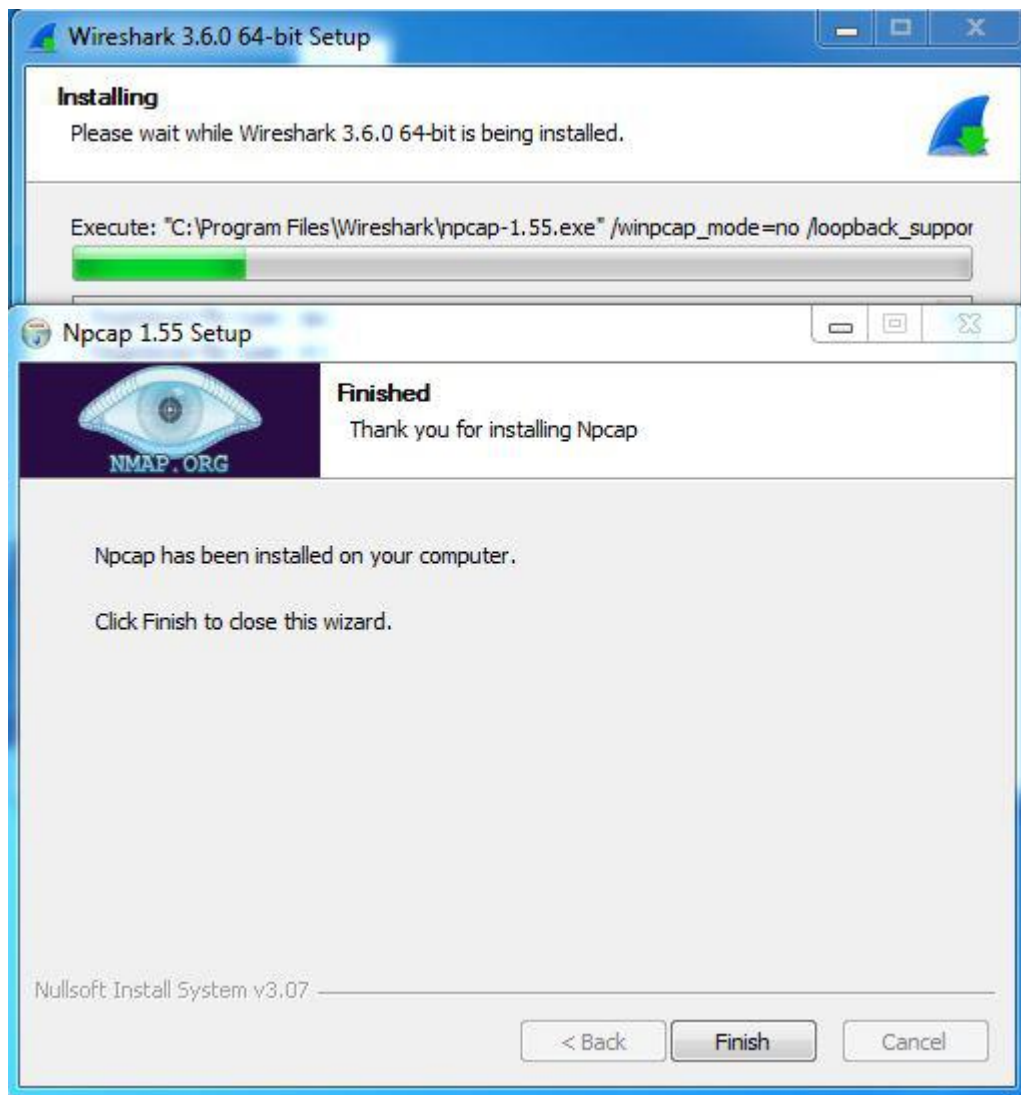 Wireshark 3.6.0 64-bit Setup
Installing
Please wait while Wireshark 3.6.0 64-bit is being installed.
Execute: "C:\Program Files\Wireshark\npcap-1.55.exe" /winpcap_mode=no /loopback_suppor
Npcap 1.55 Setup
NMAP.ORG
Finished
Thank you for installing Npcap
Npcap has been installed on your computer.
Click Finish to close this wizard.
Nullsoft Install System v3.07
< Back Finish Cancel